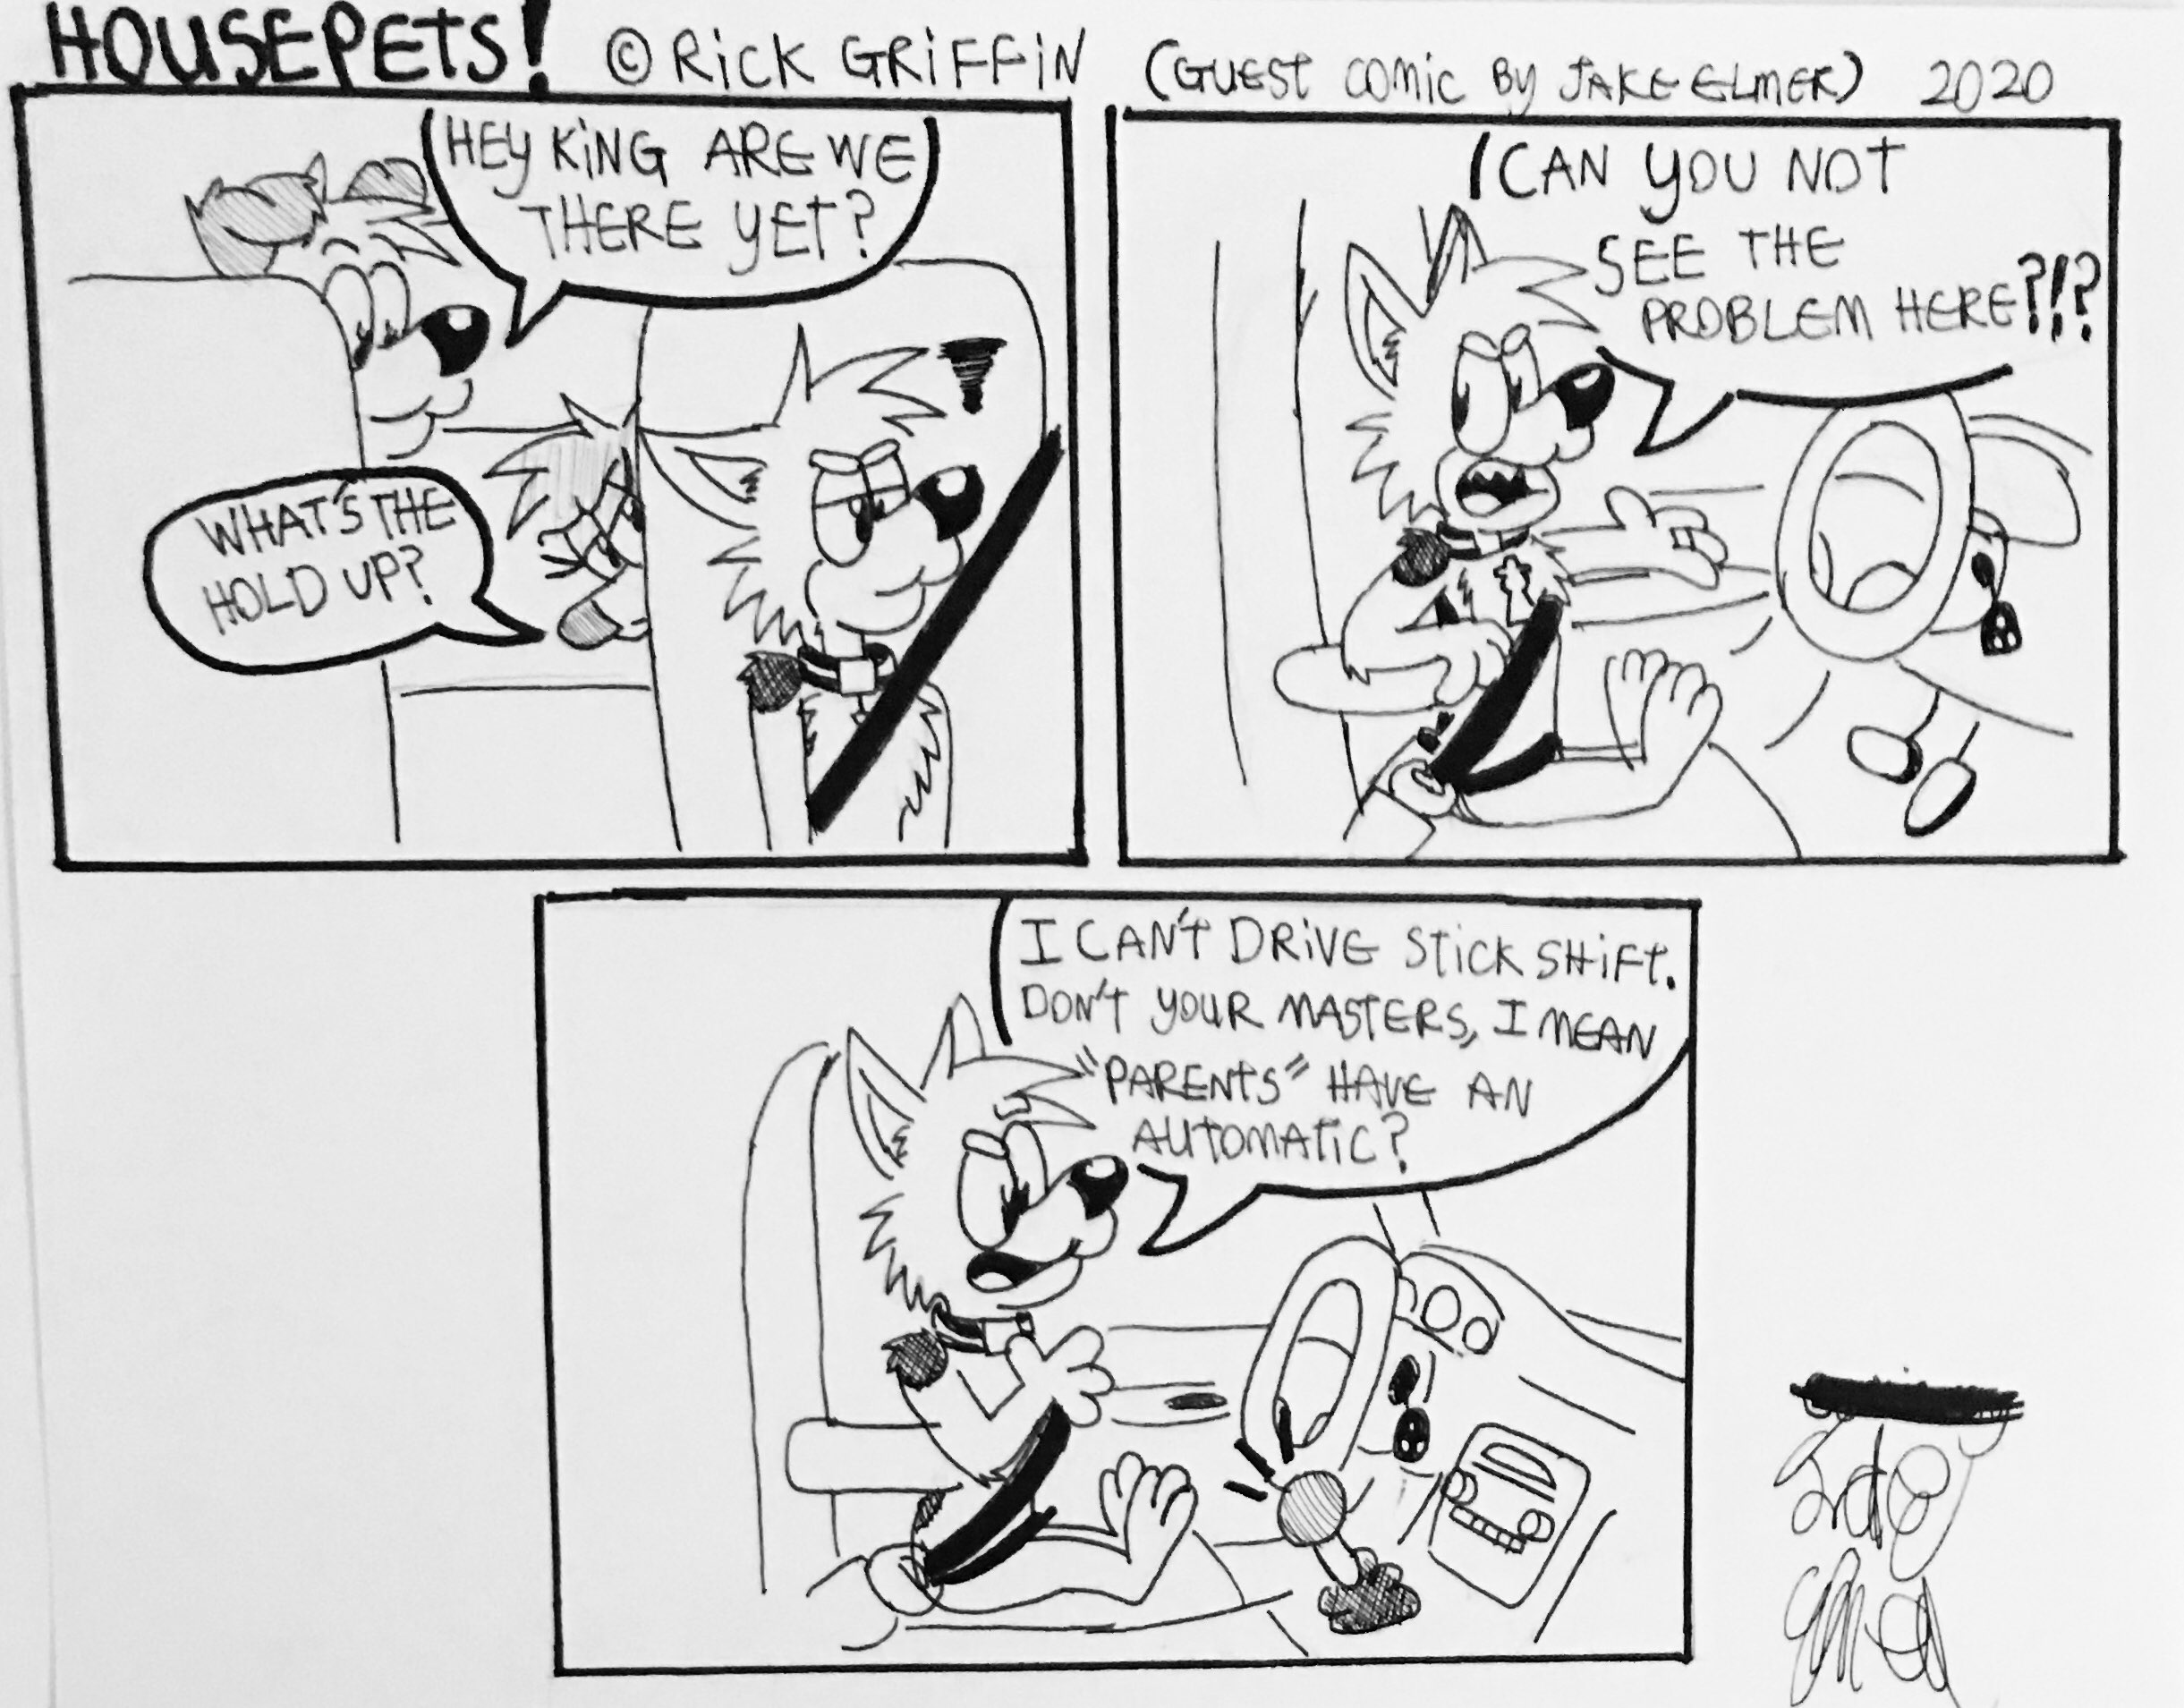 HOUSEPETS! © RiCK GRiFFiN (GUEST COMiC BY JAKE ELMER) 2020
HEY KiNG ARE WE
THERE YET?
WHAT'S THE
HOLD UP?
CAN YOU NOT
SEE THE
PROBLEM HERE?!?
I CAN'T DRiVE STiCK SHiFT.
DON'T YOUR MASTERS, I MEAN
"PARENTS" HAVE AN
AUTOMATiC?